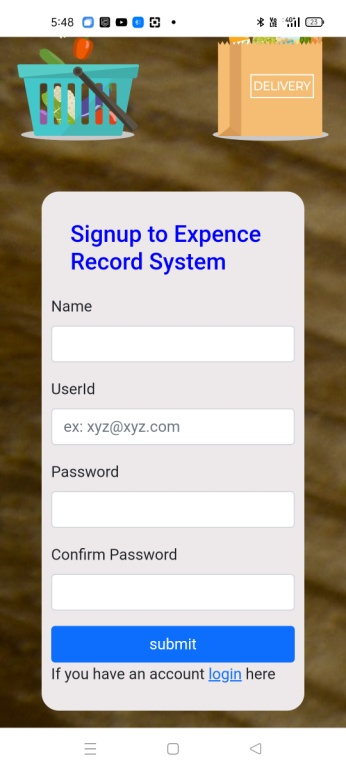 5:48
23
DELIVERY
Signup to Expence
Record System
Name
UserId
ex: xyz@xyz.com
Password
Confirm Password
submit
If you have an account login here